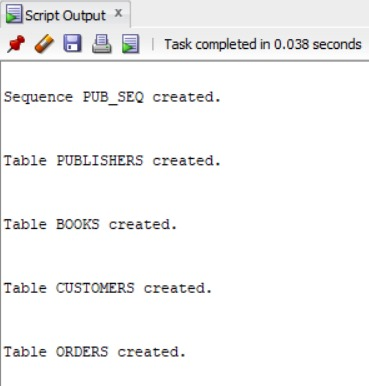 Script Output x
Task completed in 0.038 seconds
Sequence PUB_SEQ created.
Table PUBLISHERS created.
Table BOOKS created.
Table CUSTOMERS created.
Table ORDERS created.